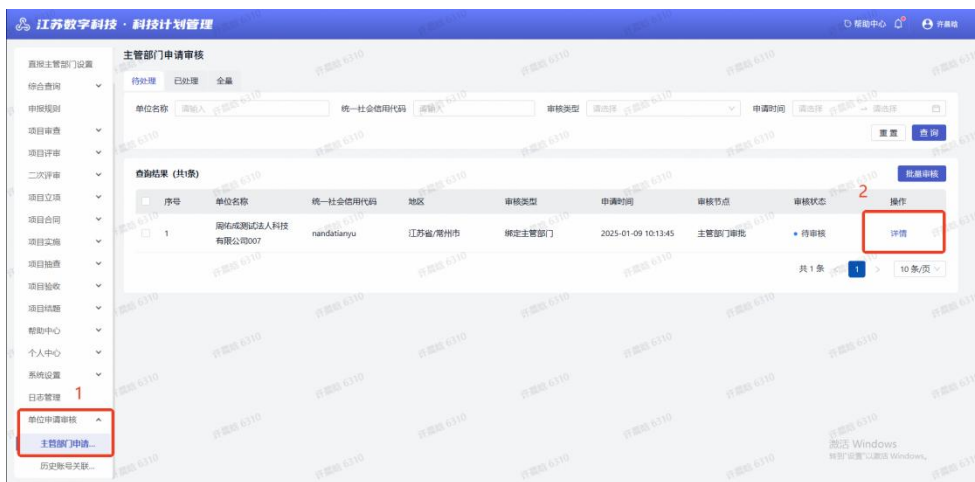 江苏数字科技 · 科技计划管理
帮助中心
许晨晗
直报主管部门设置
综合查询
申报规则
项目审查
项目评审
二次评审
项目立项
项目合同
项目实施
项目抽查
项目验收
项目结题
帮助中心
个人中心
系统设置
日志管理
1
单位申请审核
主管部门申请...
历史账号关联...
主管部门申请审核
待处理 已处理 全量
单位名称 请输入 统一社会信用代码 请输入 审核类型 请选择 申请时间 请选择 → 请选择
重置 查询
查询结果 (共1条) 批量审核
2
序号 单位名称 统一社会信用代码 地区 审核类型 申请时间 审核节点 审核状态 操作
1 周佑成测试法人科技有限公司007 nandatianyu 江苏省/常州市 绑定主管部门 2025-01-09 10:13:45 主管部门审批 待审核 详情
共 1 条 < 1 > 10 条/页
激活 Windows
转到"设置"以激活 Windows。